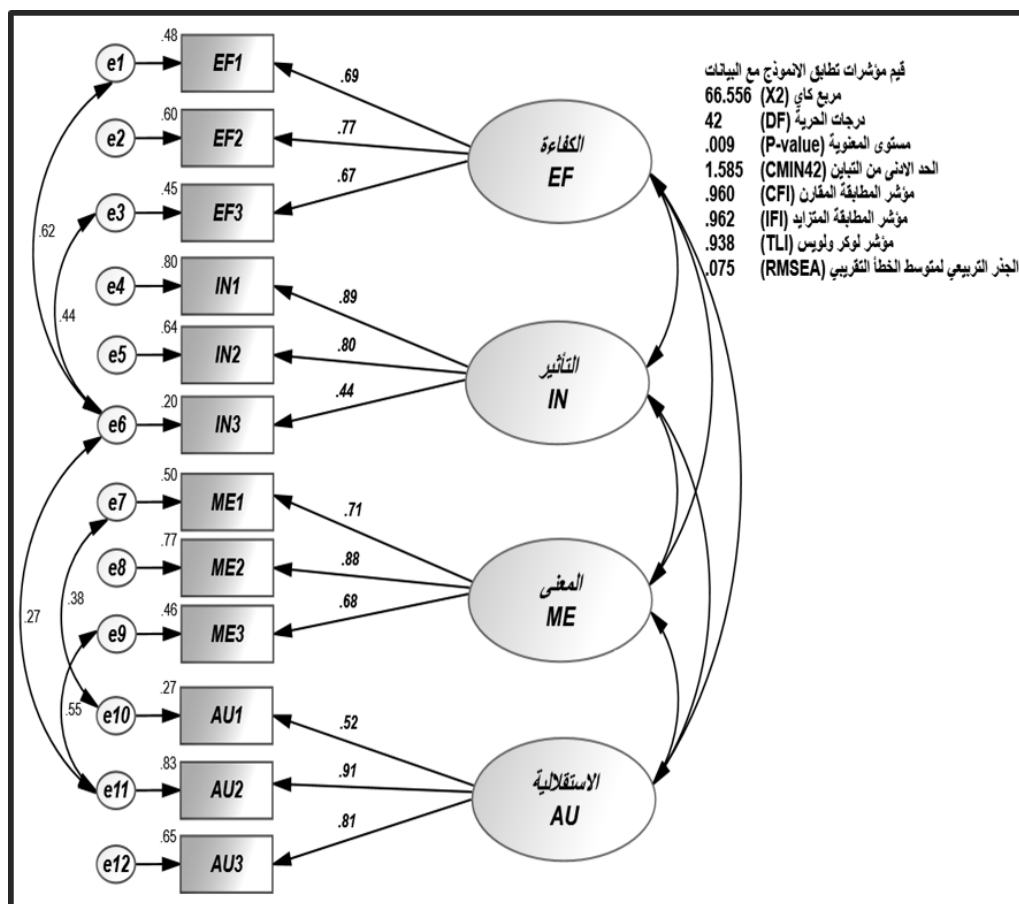 قيم مؤشرات تطابق الانموذج مع البيانات
مربع كاي (X2) 66.556
درجات الحرية (DF) 42
مستوى المعنوية (P-value) .009
الحد الادنى من التباين (CMIN42) 1.585
مؤشر المطابقة المقارن (CFI) .960
مؤشر المطابقة المتزايد (IFI) .962
مؤشر لوكر ولويس (TLI) .938
الجذر التربيعي لمتوسط الخطأ التقريبي (RMSEA) .075
e1 .48 EF1 .69
e2 .60 EF2 .77
e3 .45 EF3 .67
الكفاءة
EF
.62
.44
e4 .80 IN1 .89
e5 .64 IN2 .80
e6 .20 IN3 .44
التأثير
IN
e7 .50 ME1 .71
e8 .77 ME2 .88
e9 .46 ME3 .68
المعنى
ME
.27
.38
.55
e10 .27 AU1 .52
e11 .83 AU2 .91
e12 .65 AU3 .81
الاستقلالية
AU